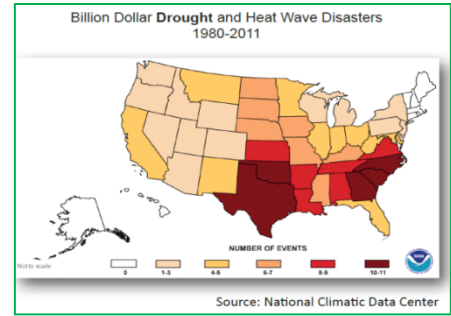 Billion Dollar Drought and Heat Wave Disasters
1980-2011
Not to scale
NUMBER OF EVENTS
0 1-3 4-5 6-7 8-9 10-11
Source: National Climatic Data Center